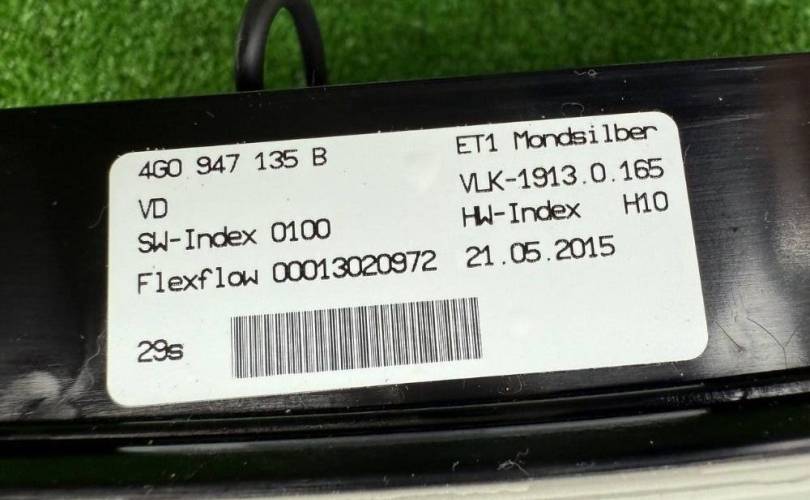 4G0 947 135 B ET1 Mondsilber
VD VLK-1913.0.165
SW-Index 0100 HW-Index H10
Flexflow 00013020972 21.05.2015
29s